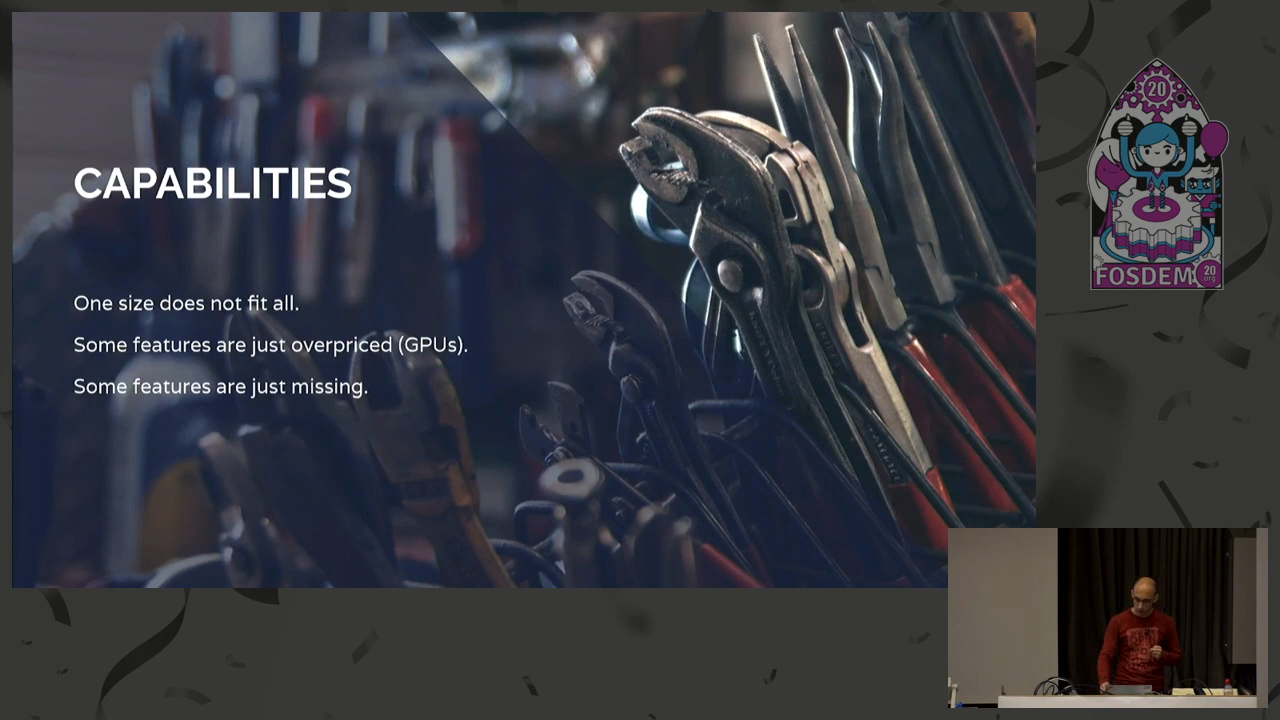 CAPABILITIES
One size does not fit all.
Some features are just overpriced (GPUs).
Some features are just missing.
20
FOSDEM
20
.org